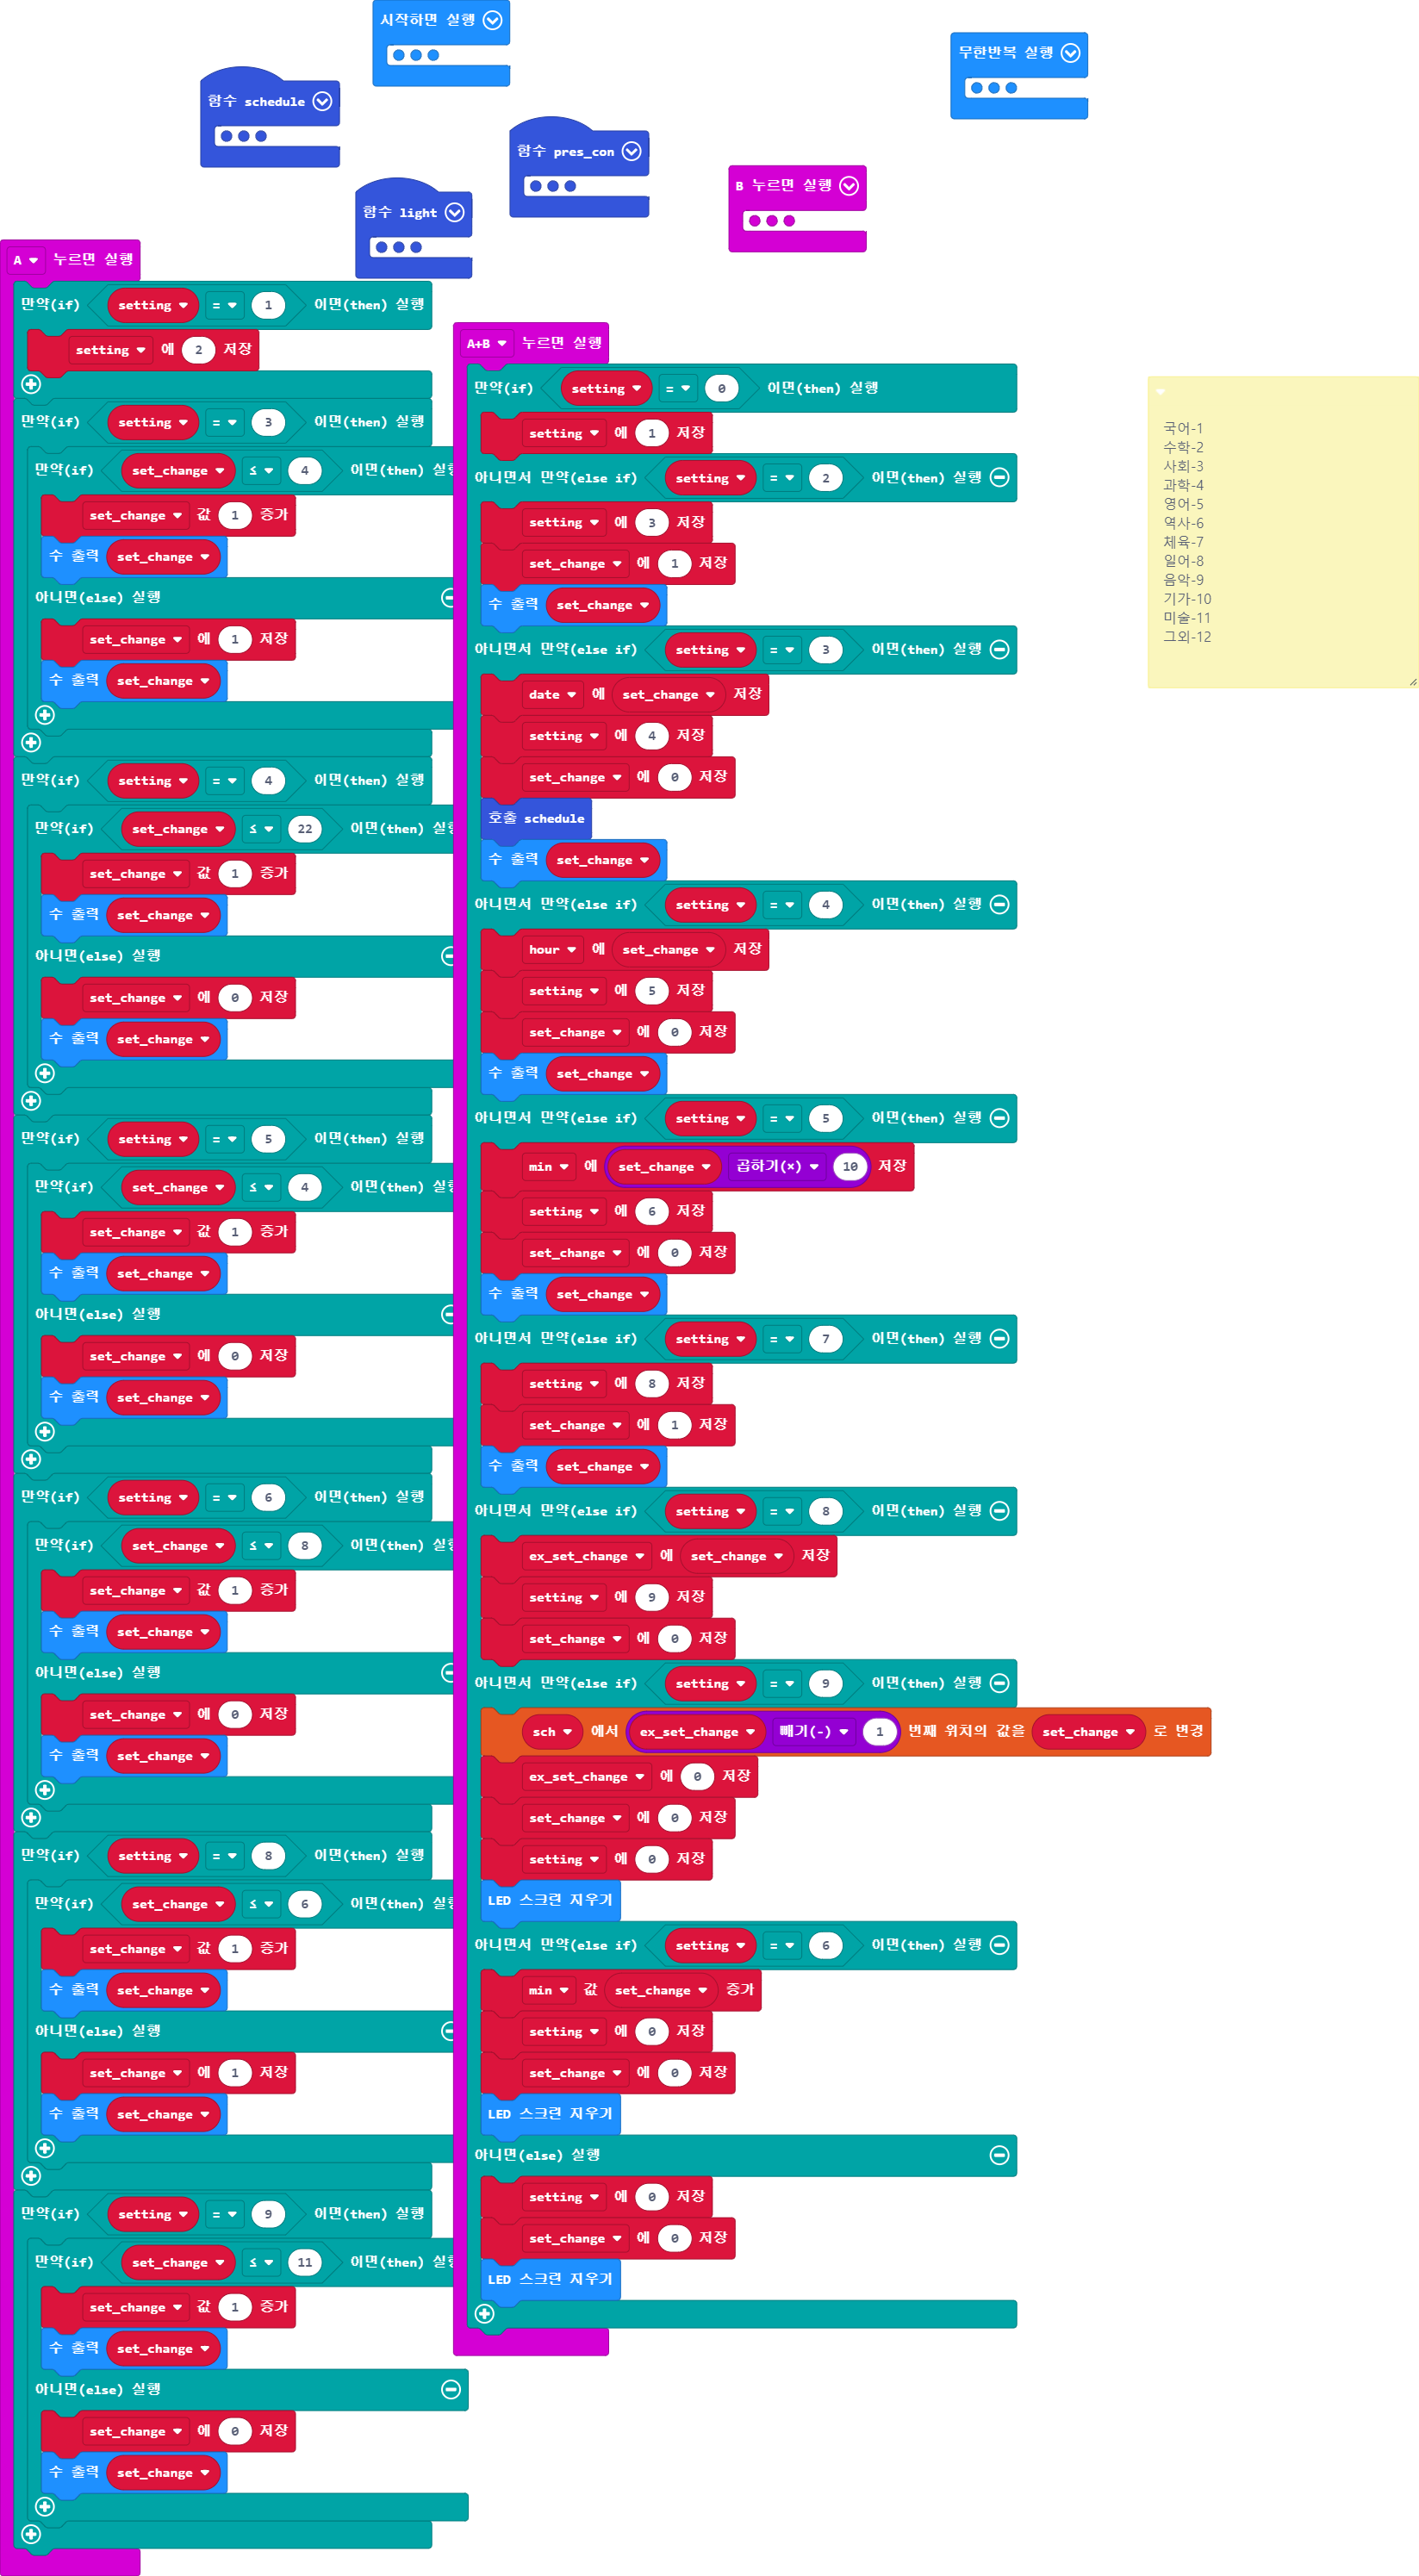 시작하면 실행
무한반복 실행
함수 schedule
함수 pres_con
B 누르면 실행
함수 light
A 누르면 실행
만약(if) setting = 1 이면(then) 실행
setting 에 2 저장
만약(if) setting = 3 이면(then) 실행
만약(if) set_change ≤ 4 이면(then) 실행
set_change 값 1 증가
수 출력 set_change
아니면(else) 실행
set_change 에 1 저장
수 출력 set_change
만약(if) setting = 4 이면(then) 실행
만약(if) set_change ≤ 22 이면(then) 실행
set_change 값 1 증가
수 출력 set_change
아니면(else) 실행
set_change 에 0 저장
수 출력 set_change
만약(if) setting = 5 이면(then) 실행
만약(if) set_change ≤ 4 이면(then) 실행
set_change 값 1 증가
수 출력 set_change
아니면(else) 실행
set_change 에 0 저장
수 출력 set_change
만약(if) setting = 6 이면(then) 실행
만약(if) set_change ≤ 8 이면(then) 실행
set_change 값 1 증가
수 출력 set_change
아니면(else) 실행
set_change 에 0 저장
수 출력 set_change
만약(if) setting = 8 이면(then) 실행
만약(if) set_change ≤ 6 이면(then) 실행
set_change 값 1 증가
수 출력 set_change
아니면(else) 실행
set_change 에 1 저장
수 출력 set_change
만약(if) setting = 9 이면(then) 실행
만약(if) set_change ≤ 11 이면(then) 실행
set_change 값 1 증가
수 출력 set_change
아니면(else) 실행
set_change 에 0 저장
수 출력 set_change
A+B 누르면 실행
만약(if) setting = 0 이면(then) 실행
setting 에 1 저장
아니면서 만약(else if) setting = 2 이면(then) 실행
setting 에 3 저장
set_change 에 1 저장
수 출력 set_change
아니면서 만약(else if) setting = 3 이면(then) 실행
date 에 set_change 저장
setting 에 4 저장
set_change 에 0 저장
호출 schedule
수 출력 set_change
아니면서 만약(else if) setting = 4 이면(then) 실행
hour 에 set_change 저장
setting 에 5 저장
set_change 에 0 저장
수 출력 set_change
아니면서 만약(else if) setting = 5 이면(then) 실행
min 에 set_change 곱하기(×) 10 저장
setting 에 6 저장
set_change 에 0 저장
수 출력 set_change
아니면서 만약(else if) setting = 7 이면(then) 실행
setting 에 8 저장
set_change 에 1 저장
수 출력 set_change
아니면서 만약(else if) setting = 8 이면(then) 실행
ex_set_change 에 set_change 저장
setting 에 9 저장
set_change 에 0 저장
아니면서 만약(else if) setting = 9 이면(then) 실행
sch 에서 ex_set_change 빼기(-) 1 번째 위치의 값을 set_change 로 변경
ex_set_change 에 0 저장
set_change 에 0 저장
setting 에 0 저장
LED 스크린 지우기
아니면서 만약(else if) setting = 6 이면(then) 실행
min 값 set_change 증가
setting 에 0 저장
set_change 에 0 저장
LED 스크린 지우기
아니면(else) 실행
setting 에 0 저장
set_change 에 0 저장
LED 스크린 지우기
국어-1
수학-2
사회-3
과학-4
영어-5
역사-6
체육-7
일어-8
음악-9
기가-10
미술-11
그외-12